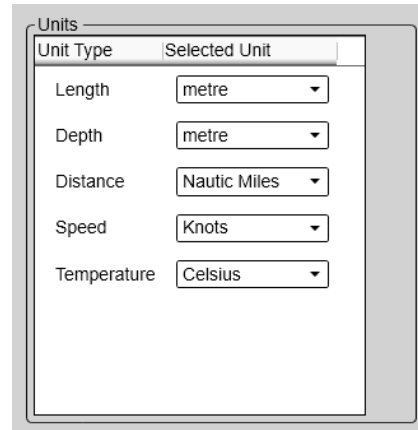 Units
Unit Type Selected Unit
Length metre
Depth metre
Distance Nautic Miles
Speed Knots
Temperature Celsius